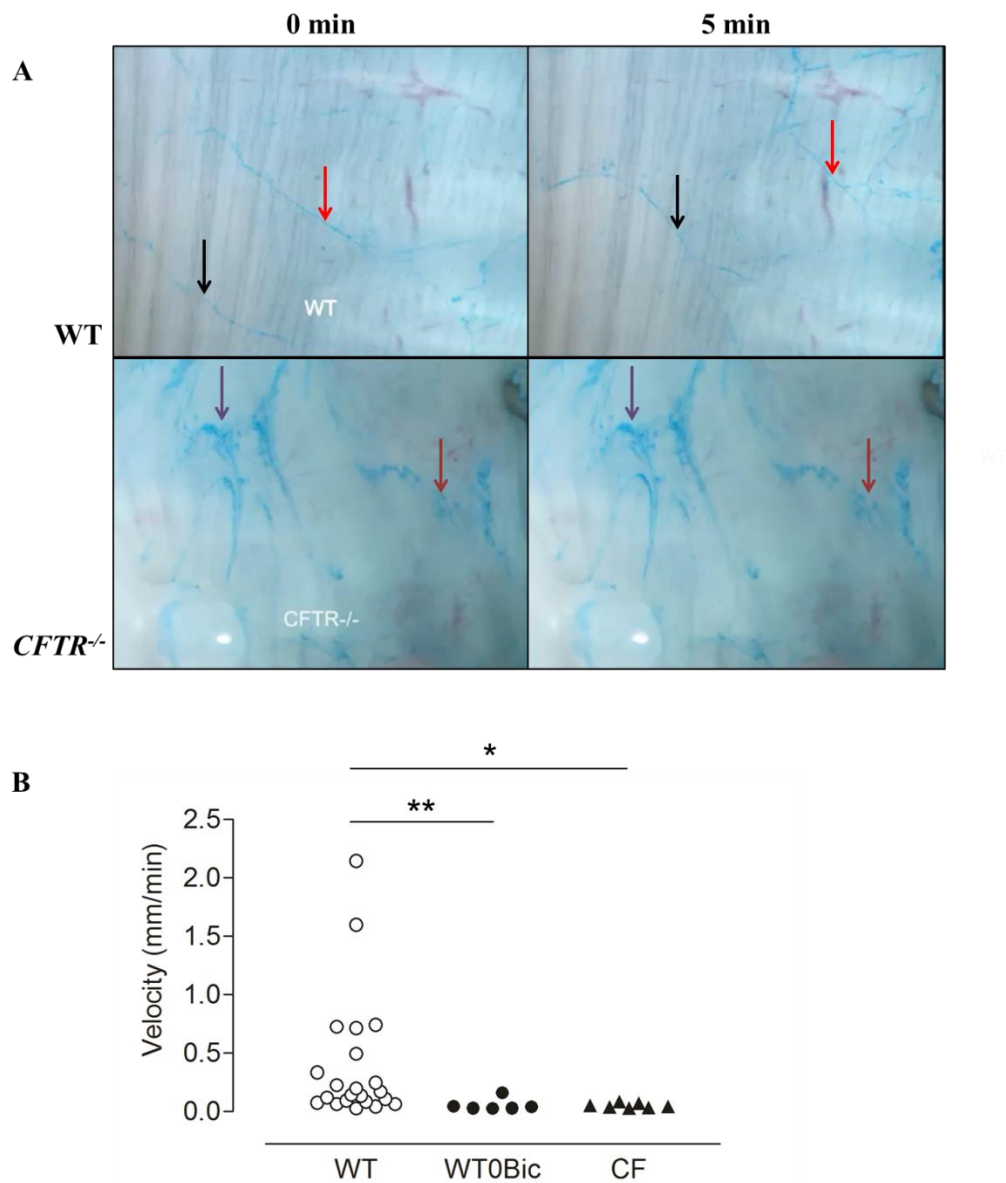 0 min 5 min
A
WT
WT
CFTR-/-
CFTR-/-
B
*
**
2.5
2.0
1.5
1.0
0.5
0.0
Velocity (mm/min)
WT WT0Bic CF